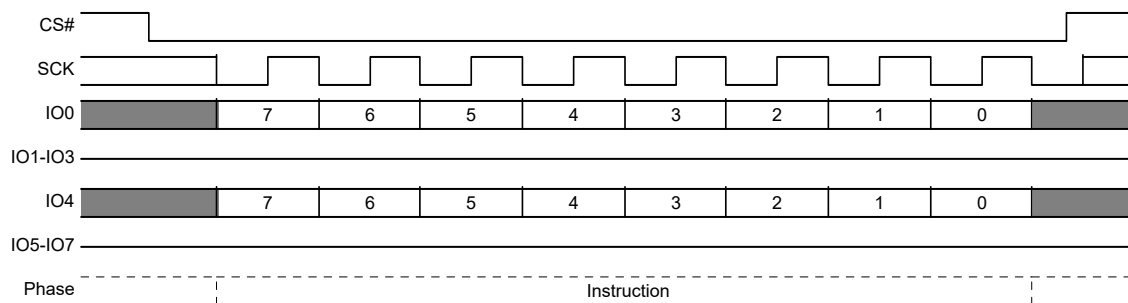 CS#
SCK
IO0 7 6 5 4 3 2 1 0
IO1-IO3
IO4 7 6 5 4 3 2 1 0
IO5-IO7
Phase Instruction